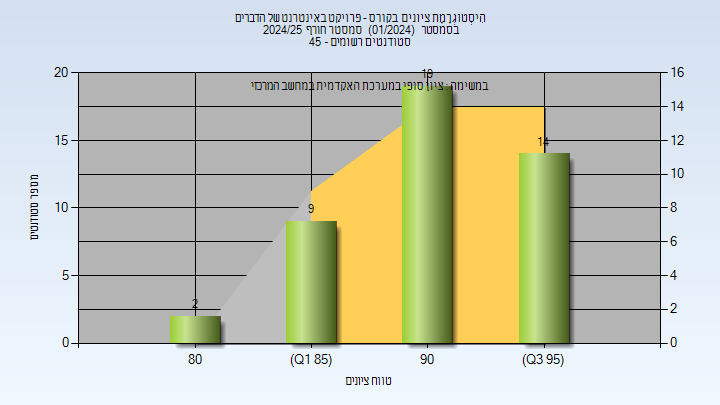 היסטוגרמת ציונים בקורס - פרויקט באינטרנט של הדברים
בסמסטר (01/2024) סמסטר חורף 2024/25
סטודנטים רשומים - 45
במשימה: ציון סופי במערכת האקדמית במחשב המרכזי
מספר סטודנטים
20
15
10
5
0
16
14
12
10
8
6
4
2
0
2
9
19
14
80
(Q1 85)
90
(Q3 95)
טווח ציונים